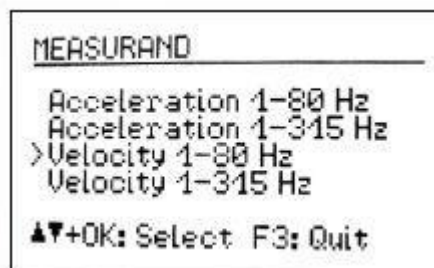 MEASURAND
Acceleration 1-80 Hz
Acceleration 1-315 Hz
>Velocity 1-80 Hz
Velocity 1-315 Hz
▲▼+OK: Select F3: Quit